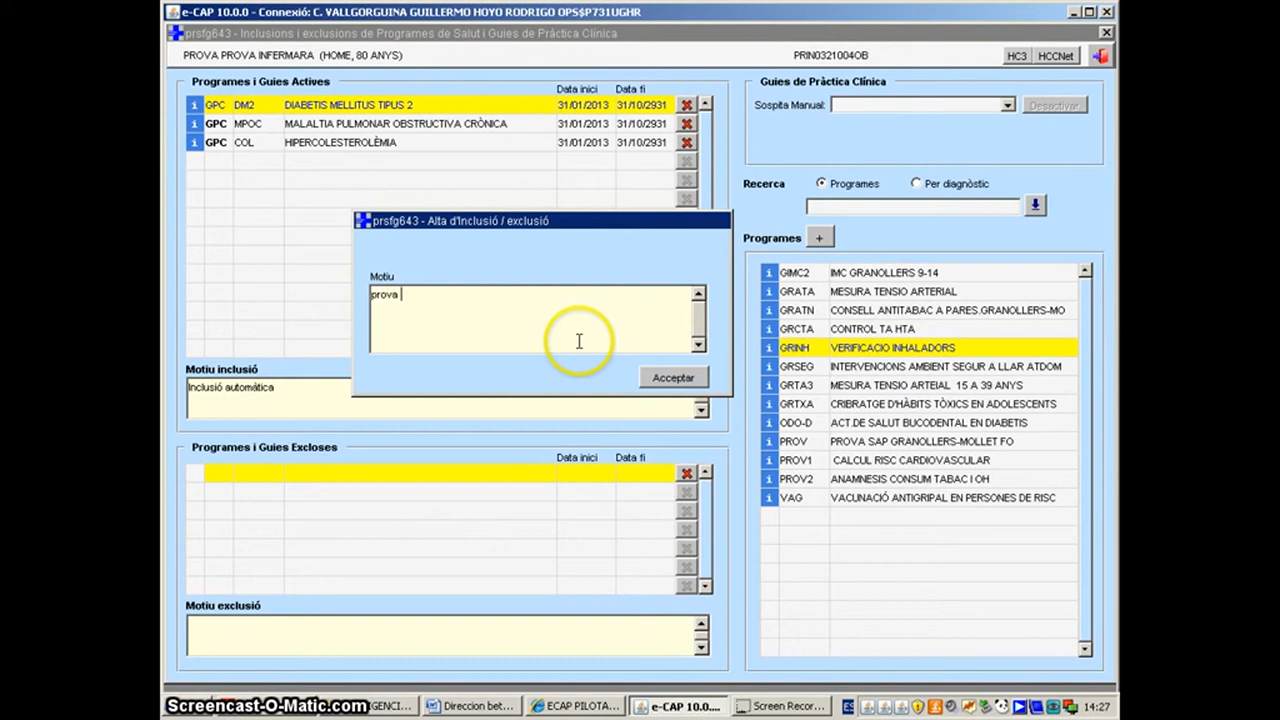 e-CAP 10.0.0 - Connexió: C. VALLGORGUINA GUILLERMO HOYO RODRIGO OPS$P731UGHR
prsfg643 - Inclusions i exclusions de Programes de Salut i Guies de Pràctica Clínica
PROVA PROVA INFERMARA (HOME, 80 ANYS) PRIN0321004OB HC3 HCCNet
Programes i Guies Actives
Data inici Data fi
i GPC DM2 DIABETIS MELLITUS TIPUS 2 31/01/2013 31/10/2931
i GPC MPOC MALALTIA PULMONAR OBSTRUCTIVA CRÒNICA 31/01/2013 31/10/2931
i GPC COL HIPERCOLESTEROLÈMIA 31/01/2013 31/10/2931
prsfg643 - Alta d'Inclusió / exclusió
Motiu
prova
Acceptar
Motiu inclusió
Inclusió automàtica
Programes i Guies Excloses
Data inici Data fi
Motiu exclusió
Guies de Pràctica Clínica
Sospita Manual: Desactivar
Recerca Programes Per diagnòstic
Programes +
i GIMC2 IMC GRANOLLERS 9-14
i GRATA MESURA TENSIO ARTERIAL
i GRATN CONSELL ANTITABAC A PARES.GRANOLLERS-MO
i GRCTA CONTROL TA HTA
i GRINH VERIFICACIO INHALADORS
i GRSEG INTERVENCIONS AMBIENT SEGUR A LLAR ATDOM
i GRTA3 MESURA TENSIO ARTEIAL 15 A 39 ANYS
i GRTXA CRIBRATGE D'HÀBITS TÒXICS EN ADOLESCENTS
i ODO-D ACT.DE SALUT BUCODENTAL EN DIABETIS
i PROV PROVA SAP GRANOLLERS-MOLLET FO
i PROV1 CALCUL RISC CARDIOVASCULAR
i PROV2 ANAMNESIS CONSUM TABAC I OH
i VAG VACUNACIÓ ANTIGRIPAL EN PERSONES DE RISC
Screencast-O-Matic.com GENCI... Direccion bet... ECAP PILOTA... e-CAP 10.0.... Screen Recor... ES 14:27